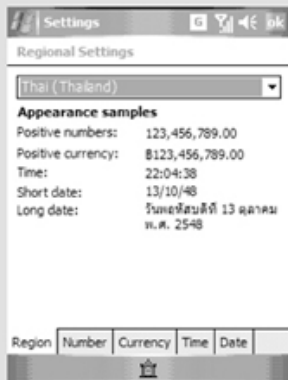 Settings G ok
Regional Settings
Thai (Thailand)
Appearance samples
Positive numbers: 123,456,789.00
Positive currency: ฿123,456,789.00
Time: 22:04:38
Short date: 13/10/48
Long date: วันพฤหัสบดีที่ 13 ตุลาคม
พ.ศ. 2548
Region Number Currency Time Date